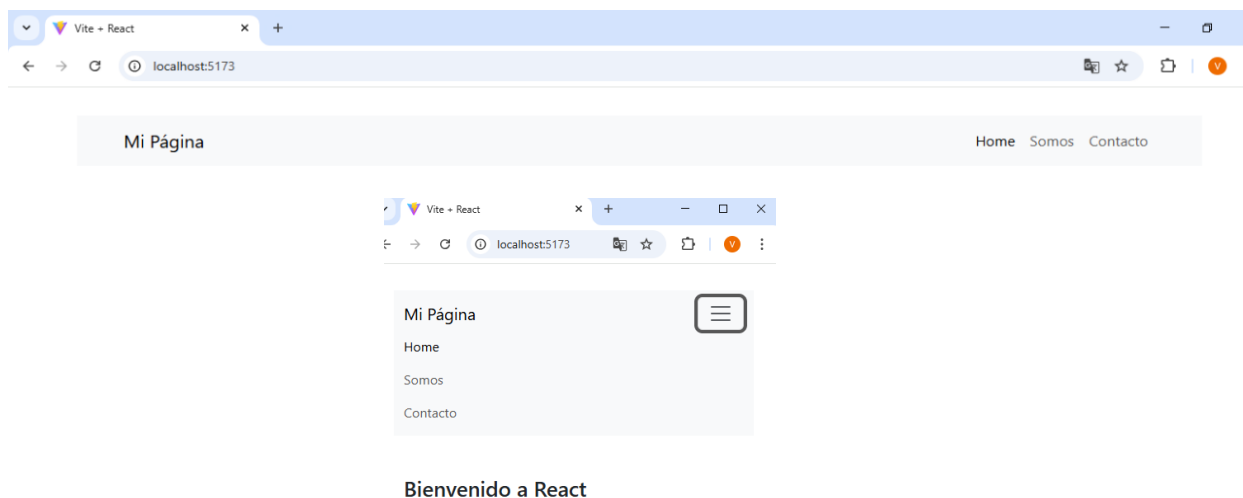 Vite + React
localhost:5173
V
Mi Página Home Somos Contacto
Vite + React
localhost:5173
V
Mi Página
Home
Somos
Contacto
Bienvenido a React